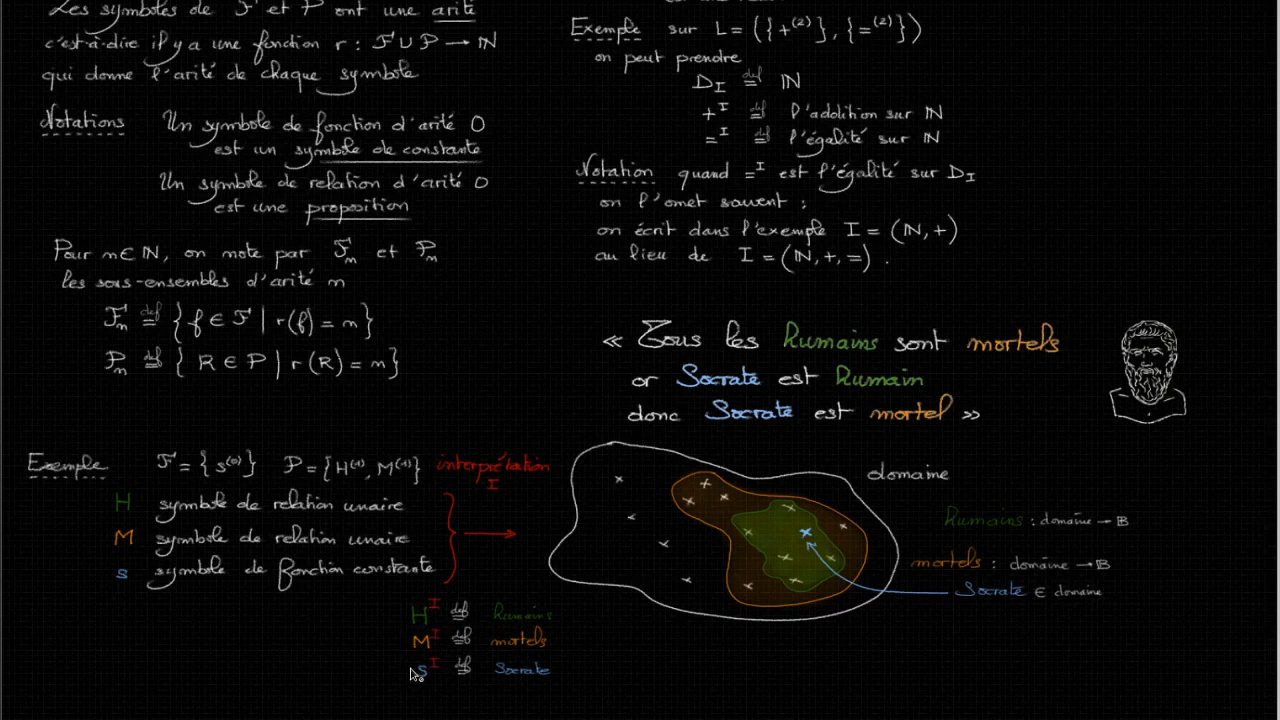 Les symboles de F et P ont une arité
c'est-à-dire il y a une fonction r : F ∪ P → ℕ
qui donne l'arité de chaque symbole
Notations Un symbole de fonction d'arité 0
est un symbole de constante
Un symbole de relation d'arité 0
est une proposition
Pour m ∈ ℕ, on note par Fm et Pm
les sous-ensembles d'arité m
Fm ≝ { f ∈ F | r(f) = m }
Pm ≝ { R ∈ P | r(R) = m }
Exemple sur L = ({+⁽²⁾}, {=⁽²⁾})
on peut prendre
D_I ≝ ℕ
+ᴵ ≝ l'addition sur ℕ
=ᴵ ≝ l'égalité sur ℕ
Notation quand =ᴵ est l'égalité sur D_I
on l'omet souvent :
on écrit dans l'exemple I = (ℕ, +)
au lieu de I = (ℕ, +, =) .
« Tous les humains sont mortels
or Socrate est humain
donc Socrate est mortel »
Exemple F = { s⁽⁰⁾ } P = { H⁽¹⁾, M⁽¹⁾ }
interprétation
I
H symbole de relation unaire
M symbole de relation unaire
s symbole de fonction constante
domaine
humains : domaine → 𝔹
mortels : domaine → 𝔹
Socrate ∈ domaine
Hᴵ ≝ humains
Mᴵ ≝ mortels
sᴵ ≝ Socrate